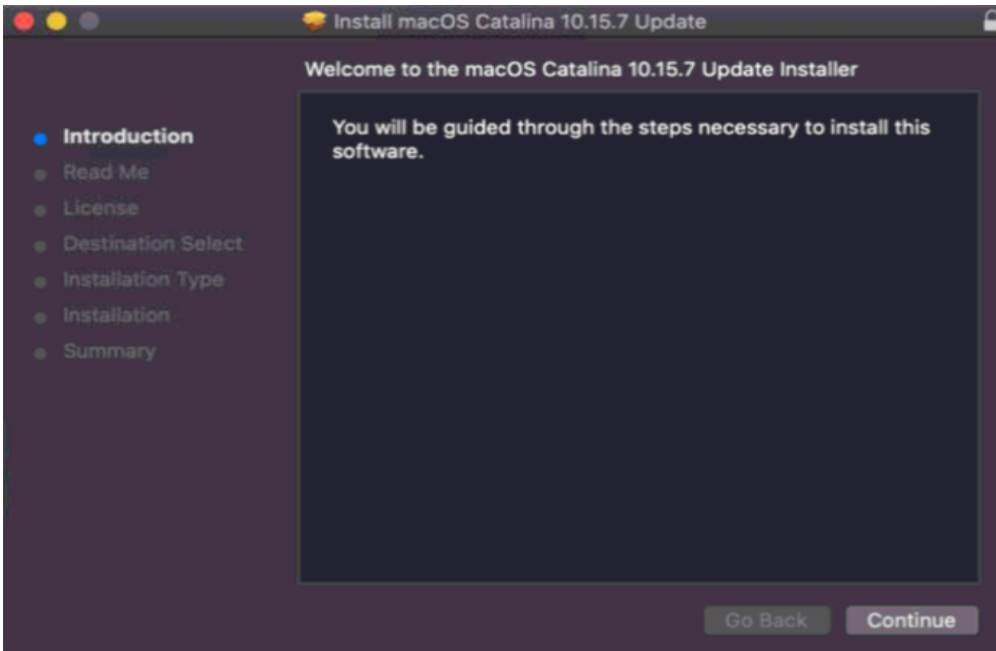 Install macOS Catalina 10.15.7 Update
Welcome to the macOS Catalina 10.15.7 Update Installer
Introduction
Read Me
License
Destination Select
Installation Type
Installation
Summary
You will be guided through the steps necessary to install this
software.
Go Back
Continue